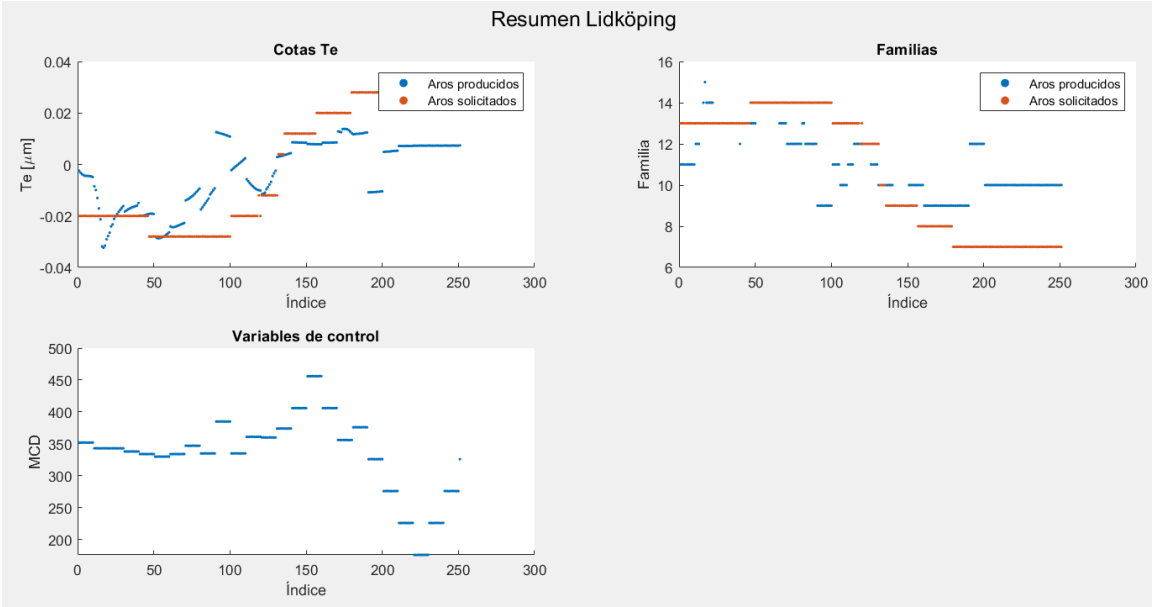 Resumen Lidköping
Cotas Te
0.04
0.02
0
-0.02
-0.04
Te [μm]
0 50 100 150 200 250 300
Índice
Aros producidos
Aros solicitados
Familias
16
14
12
10
8
6
Familia
0 50 100 150 200 250 300
Índice
Aros producidos
Aros solicitados
Variables de control
500
450
400
350
300
250
200
MCD
0 50 100 150 200 250 300
Índice